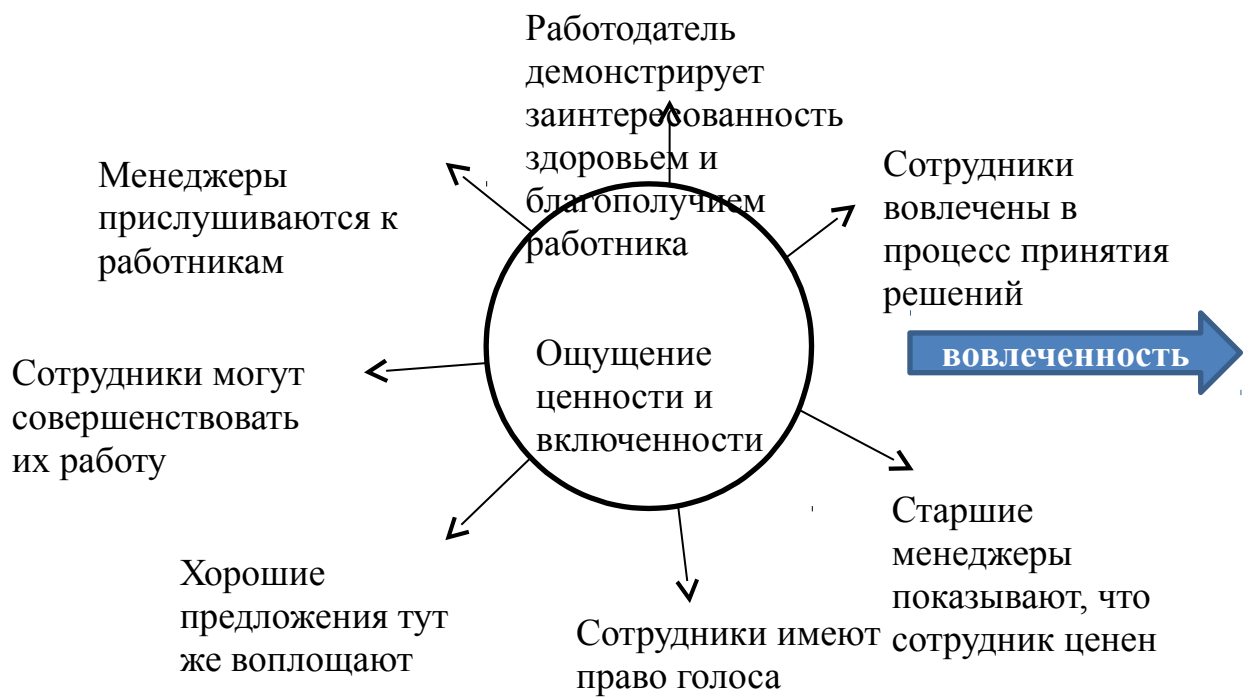 Работодатель
демонстрирует
заинтересованность
здоровьем и
благополучием
работника
Менеджеры
прислушиваются к
работникам
Сотрудники
вовлечены в
процесс принятия
решений
вовлеченность
Ощущение
ценности и
включенности
Сотрудники могут
совершенствовать
их работу
Старшие
менеджеры
показывают, что
сотрудник ценен
Хорошие
предложения тут
же воплощают
Сотрудники имеют
право голоса